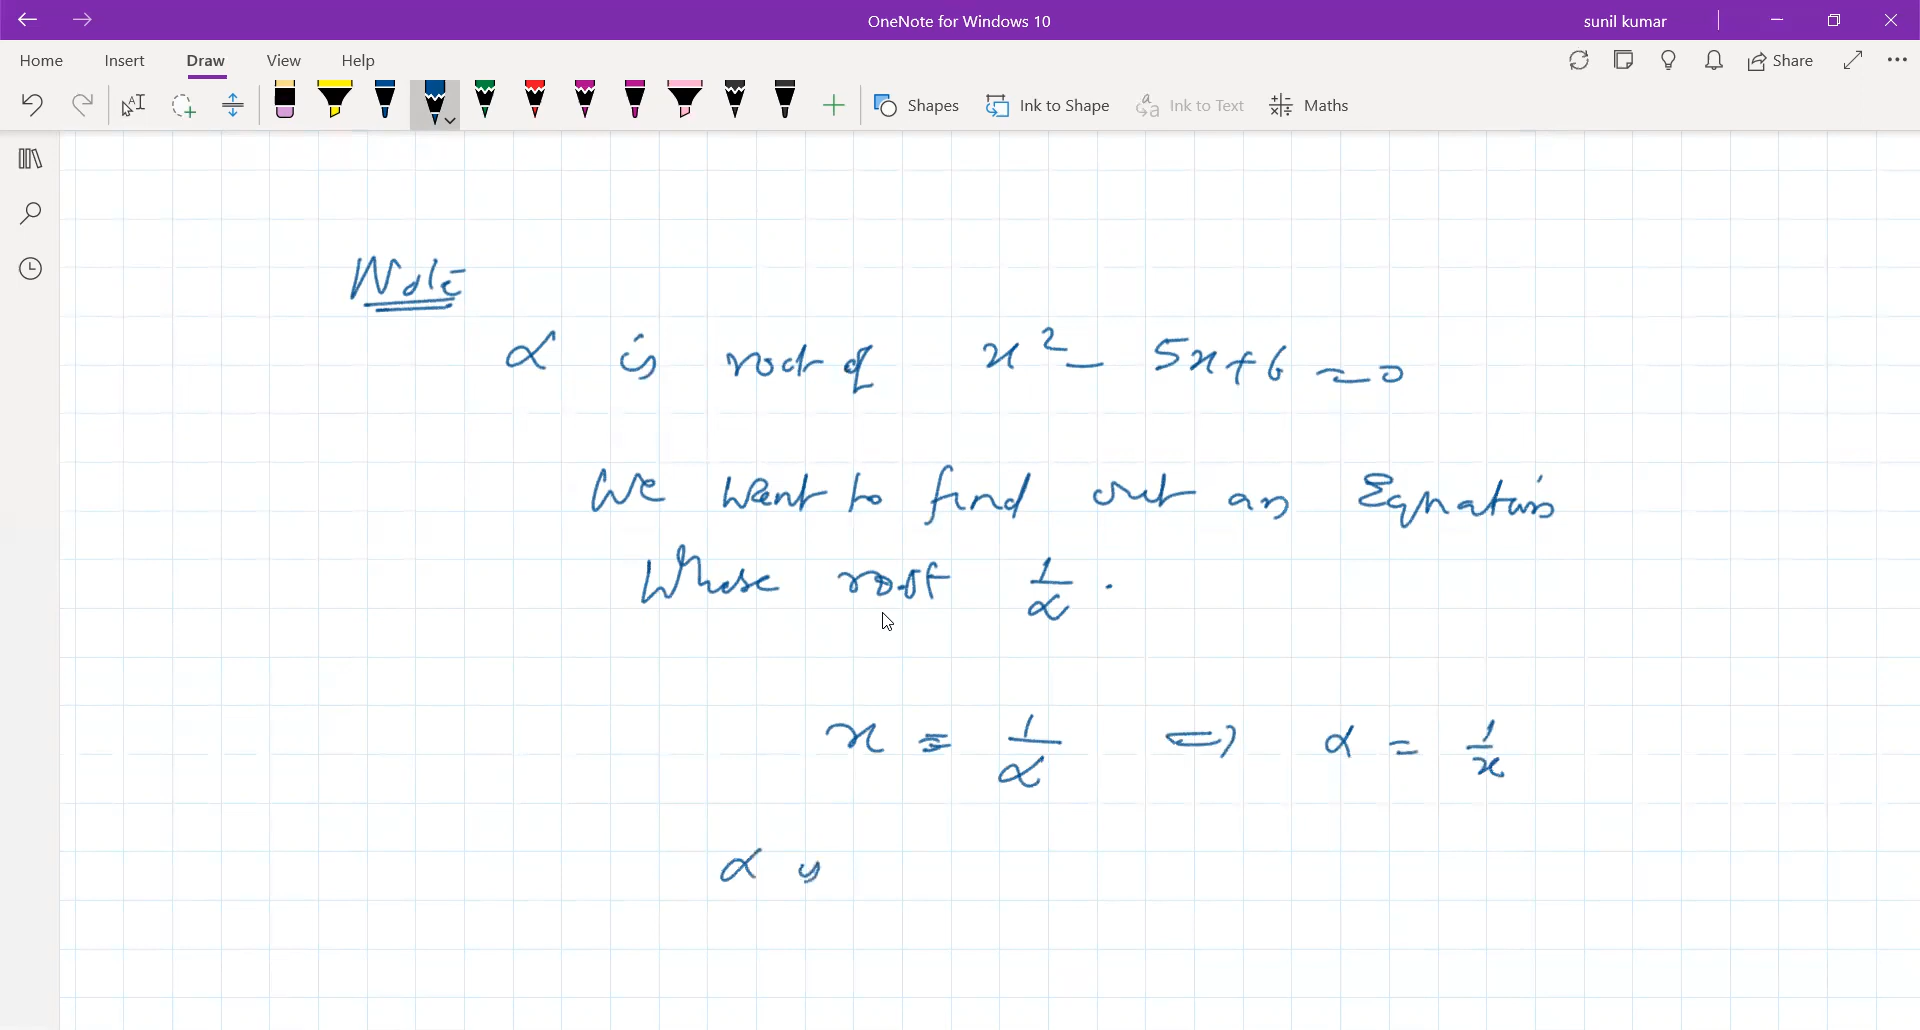 OneNote for Windows 10
sunil kumar
Home Insert Draw View Help
Share
Shapes Ink to Shape Ink to Text Maths
Note
α is root of x² - 5x + 6 = 0
We want to find out an Equation
Whose root 1/α .
x = 1/α ⇒ α = 1/x
α is